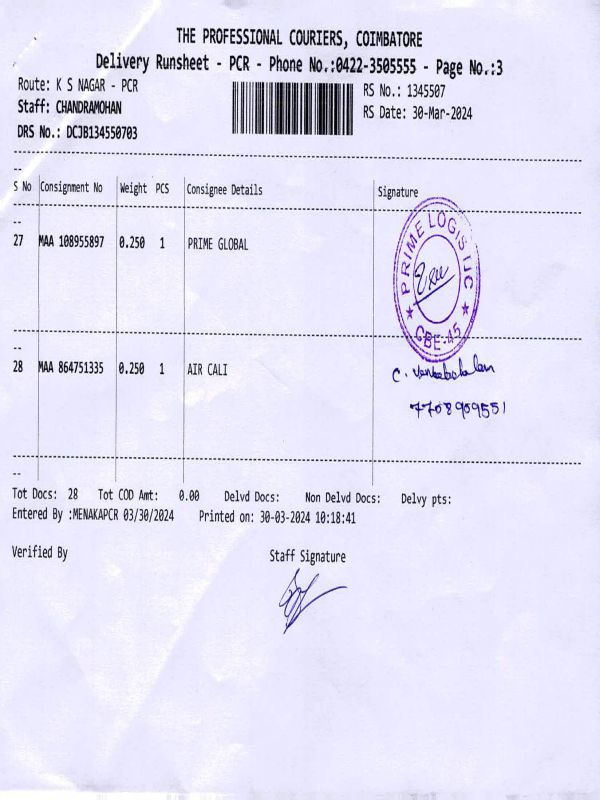 THE PROFESSIONAL COURIERS, COIMBATORE
Delivery Runsheet - PCR - Phone No.:0422-3505555 - Page No.:3
Route: K S NAGAR - PCR
RS No.: 1345507
Staff: CHANDRAMOHAN
RS Date: 30-Mar-2024
DRS No.: DCJB134550703
S No Consignment No Weight PCS Consignee Details Signature
27 MAA 108955897 0.250 1 PRIME GLOBAL
PRIME LOGISTIC
CBE-45
28 MAA 864751335 0.250 1 AIR CALI
7708909551
Tot Docs: 28 Tot COD Amt: 0.00 Delvd Docs: Non Delvd Docs: Delvy pts:
Entered By :MENAKAPCR 03/30/2024 Printed on: 30-03-2024 10:18:41
Verified By Staff Signature